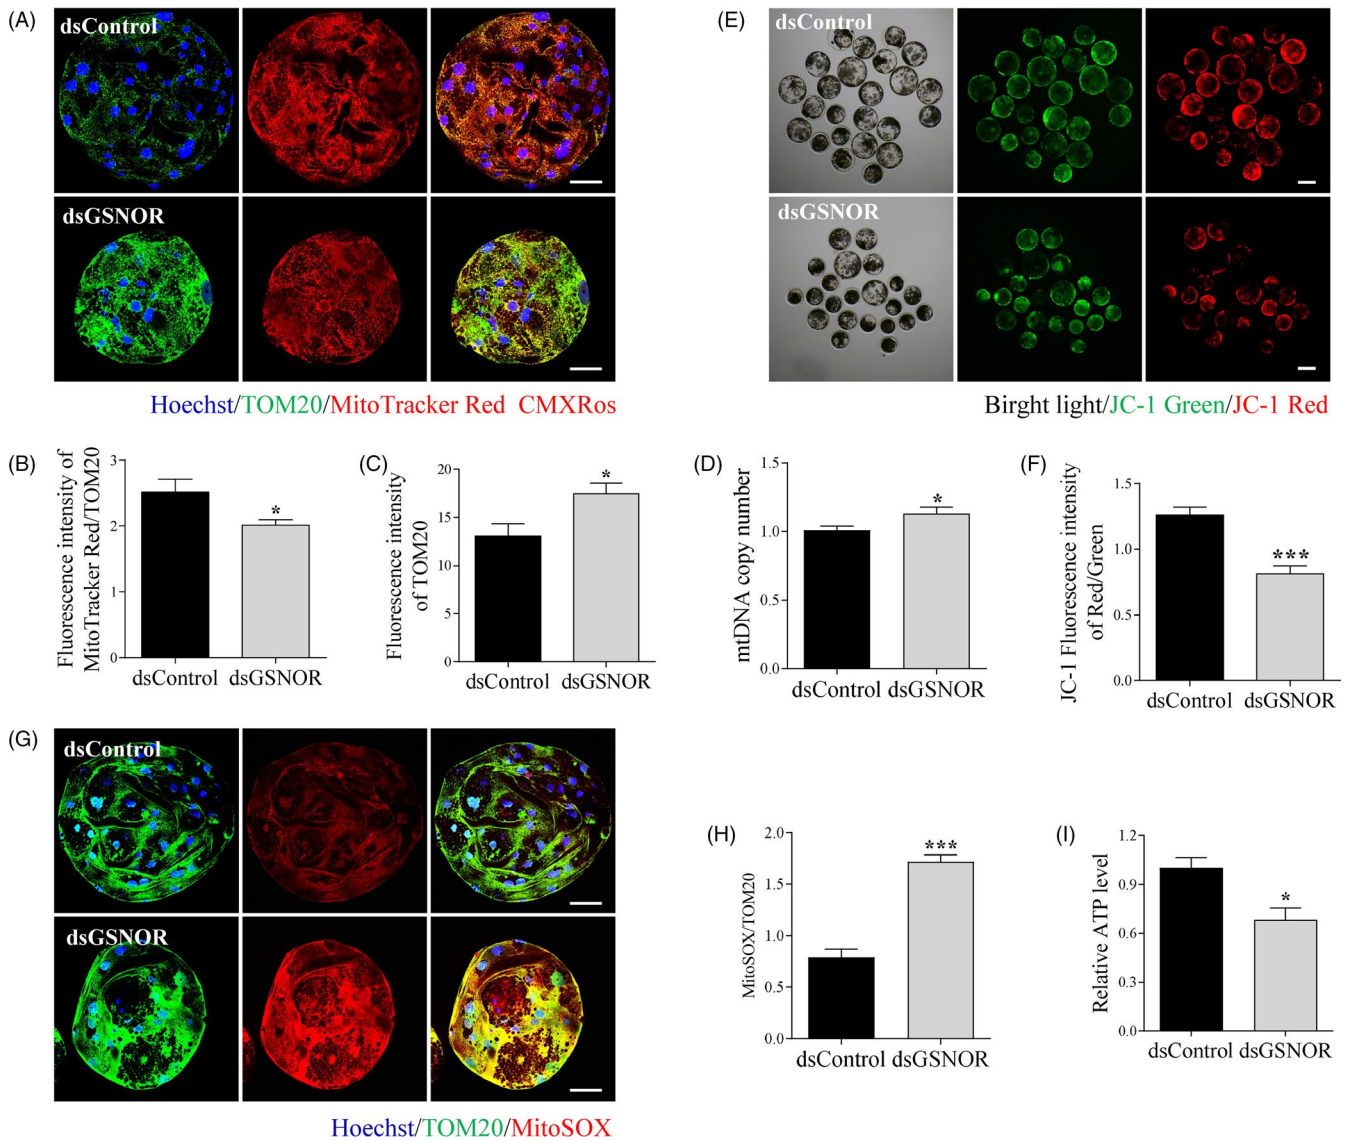 (A)
dsControl
dsGSNOR
Hoechst/TOM20/MitoTracker Red CMXRos
(E)
dsControl
dsGSNOR
Birght light/JC-1 Green/JC-1 Red
(B)
Fluorescence intensity of
MitoTracker Red/TOM20
3
2
1
0
*
dsControl
dsGSNOR
(C)
Fluorescence intensity
of TOM20
20
15
10
5
0
*
dsControl
dsGSNOR
(D)
mtDNA copy number
1.5
1.0
0.5
0.0
*
dsControl
dsGSNOR
(F)
JC-1 Fluorescence intensity
of Red/Green
1.5
1.0
0.5
0.0
***
dsControl
dsGSNOR
(G)
dsControl
dsGSNOR
Hoechst/TOM20/MitoSOX
(H)
MitoSOX/TOM20
2.0
1.5
1.0
0.5
0.0
***
dsControl
dsGSNOR
(I)
Relative ATP level
1.2
0.9
0.6
0.3
0.0
*
dsControl
dsGSNOR